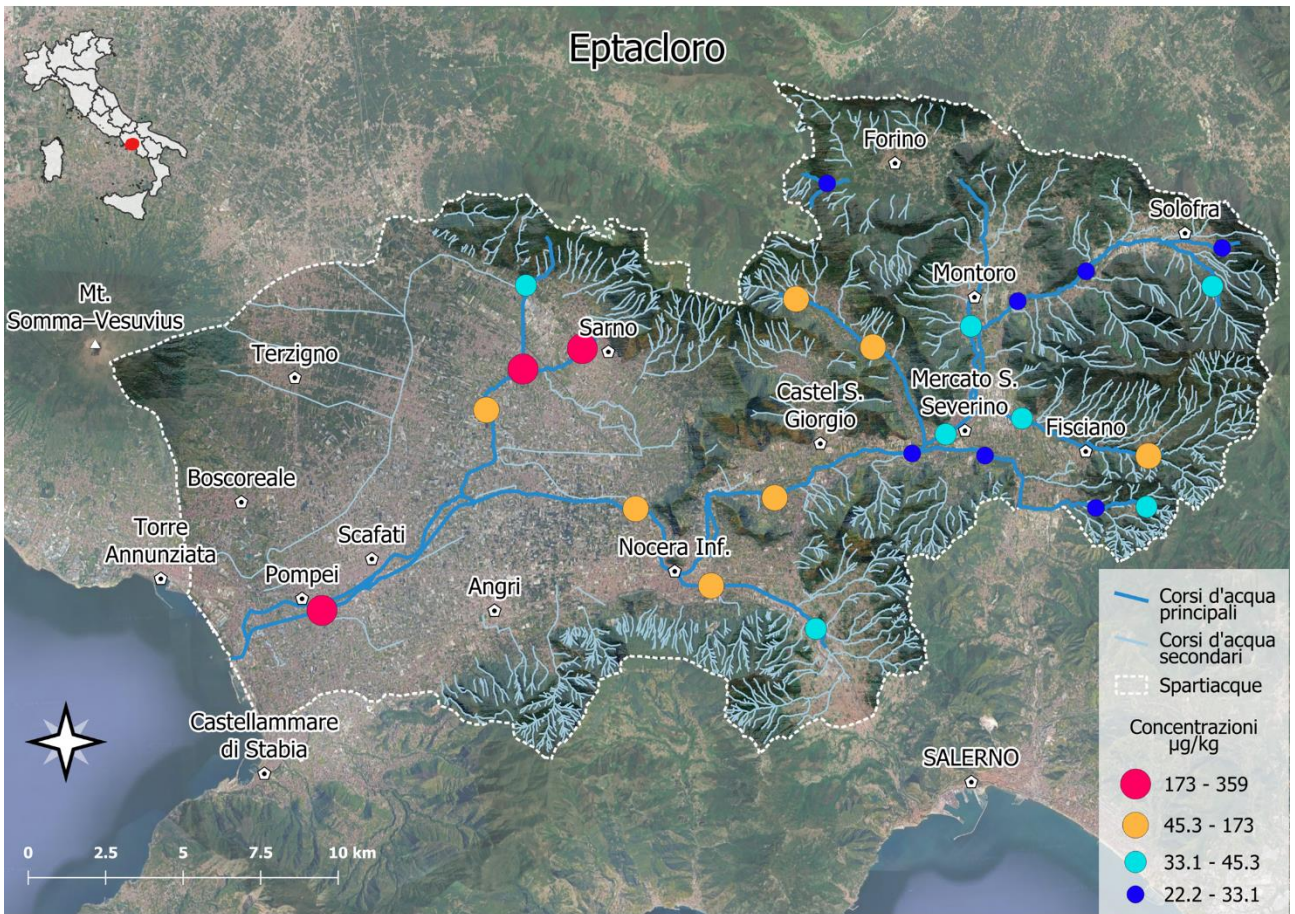 Eptacloro
Forino
Solofra
Montoro
Mt.
Somma–Vesuvius
Sarno
Terzigno
Mercato S.
Severino
Castel S.
Giorgio
Fisciano
Boscoreale
Torre
Annunziata
Scafati
Nocera Inf.
Pompei
Angri
Castellammare
di Stabia
SALERNO
0 2.5 5 7.5 10 km
Corsi d'acqua
principali
Corsi d'acqua
secondari
Spartiacque
Concentrazioni
µg/kg
173 - 359
45.3 - 173
33.1 - 45.3
22.2 - 33.1